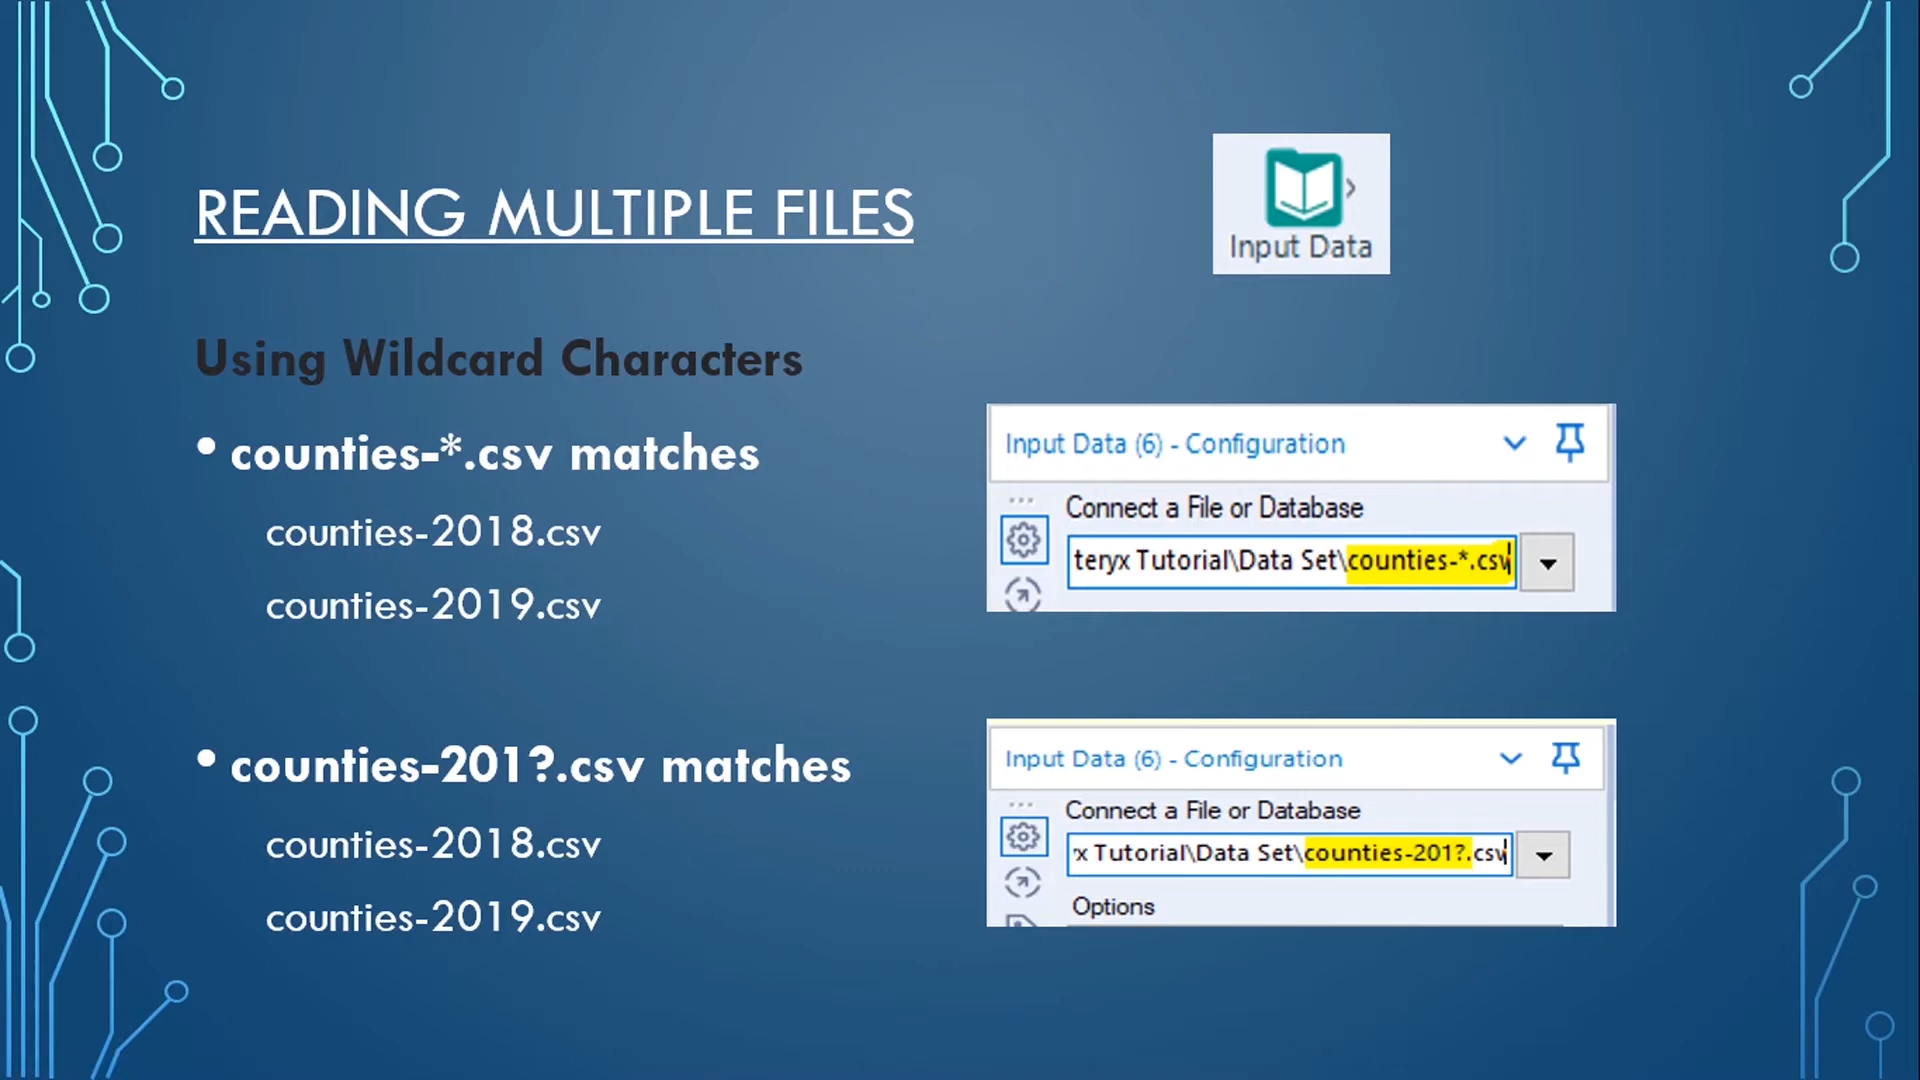 READING MULTIPLE FILES
Input Data
Using Wildcard Characters
• counties-*.csv matches
counties-2018.csv
counties-2019.csv
Input Data (6) - Configuration
Connect a File or Database
teryx Tutorial\Data Set\counties-*.csv
• counties-201?.csv matches
counties-2018.csv
counties-2019.csv
Input Data (6) - Configuration
Connect a File or Database
x Tutorial\Data Set\counties-201?.csv
Options